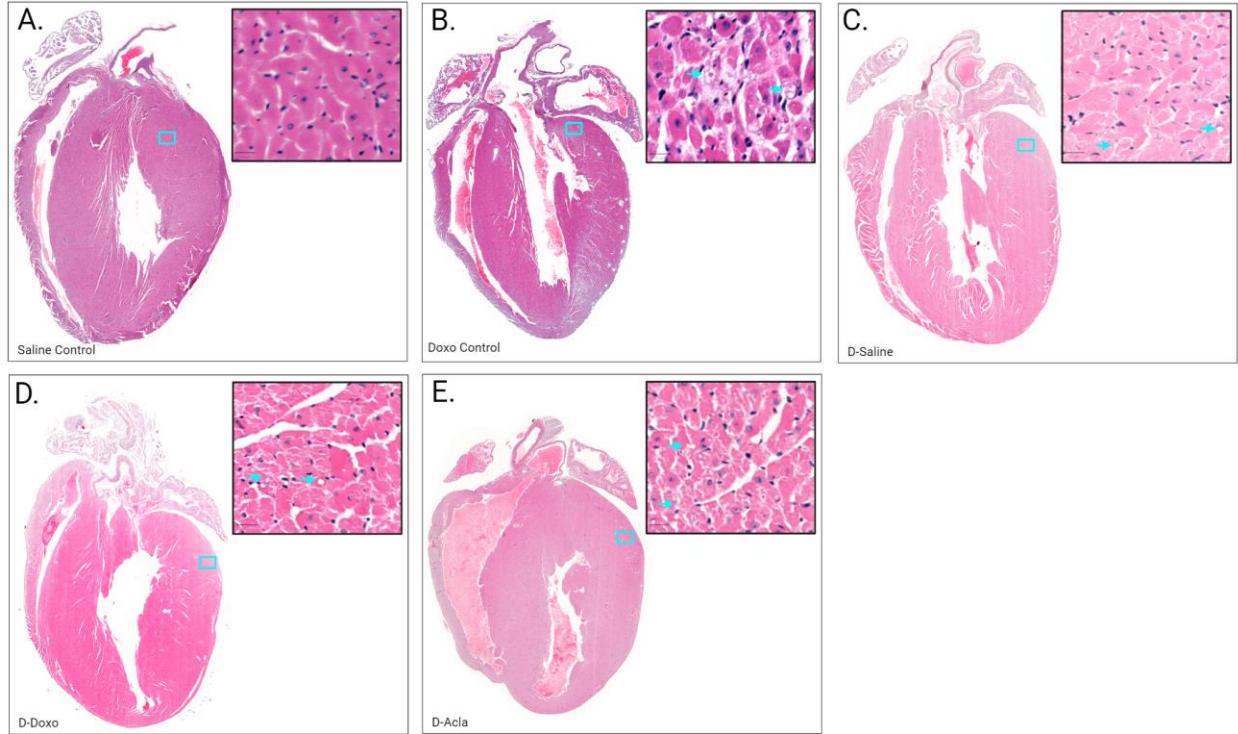 A.
Saline Control
B.
Doxo Control
C.
D-Saline
D.
D-Doxo
E.
D-Acla